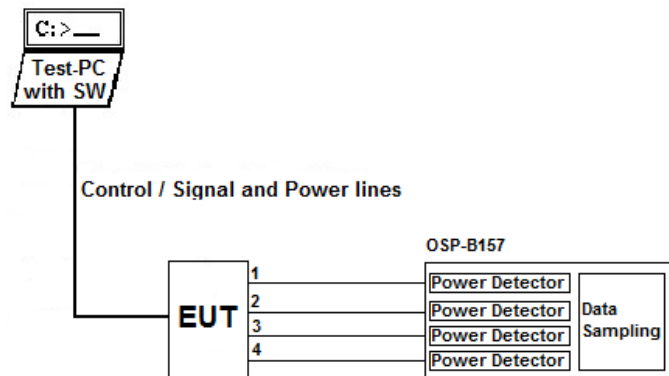 C:>__
Test-PC
with SW
Control / Signal and Power lines
OSP-B157
EUT
1
2
3
4
Power Detector
Power Detector
Power Detector
Power Detector
Data
Sampling